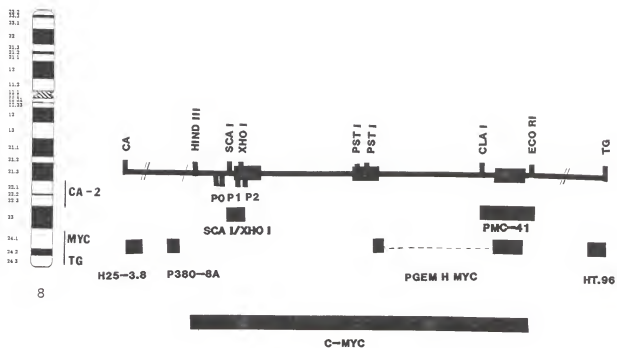 CA
HIND III
SCA I
XHO I
PST I
PST I
CLA I
ECO RI
TG
P0 P1 P2
CA-2
SCA I/XHO I
PMC-41
MYC
TG
H25-3.8
P380-8A
PGEM H MYC
HT.96
8
C-MYC